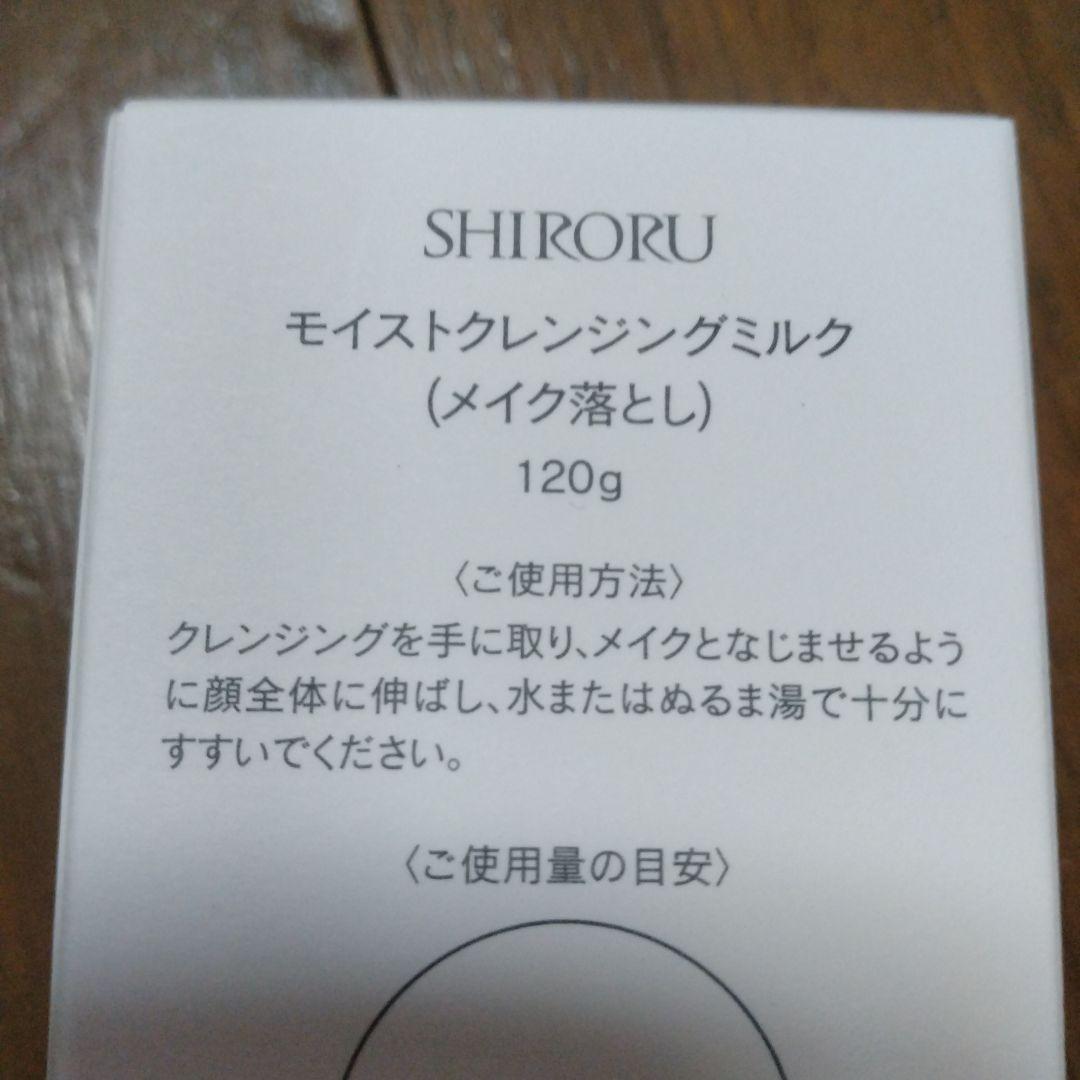 SHIRORU
モイストクレンジングミルク
(メイク落とし)
120g
〈ご使用方法〉
クレンジングを手に取り、メイクとなじませるよう
に顔全体に伸ばし、水またはぬるま湯で十分に
すすいでください。
〈ご使用量の目安〉